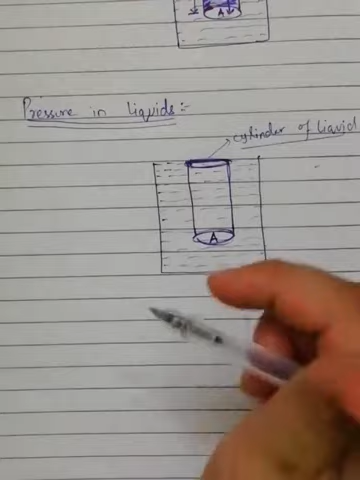 A
Pressure in liquids :-
cylinder of liquid
A